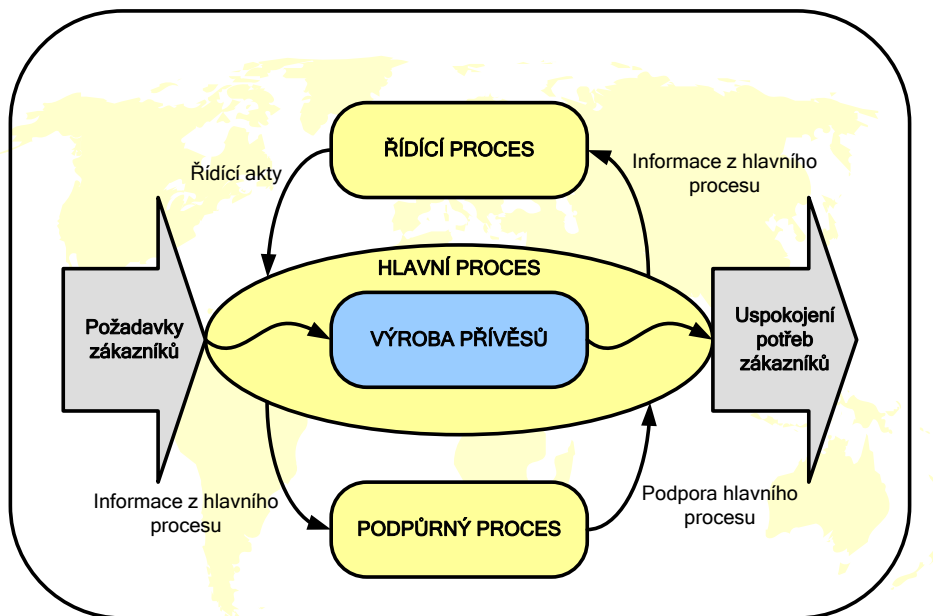 ŘÍDÍCÍ PROCES
Řídící akty
Informace z hlavního
procesu
HLAVNÍ PROCES
Požadavky
zákazníků
VÝROBA PŘÍVĚSŮ
Uspokojení
potřeb
zákazníků
Informace z hlavního
procesu
PODPŮRNÝ PROCES
Podpora hlavního
procesu